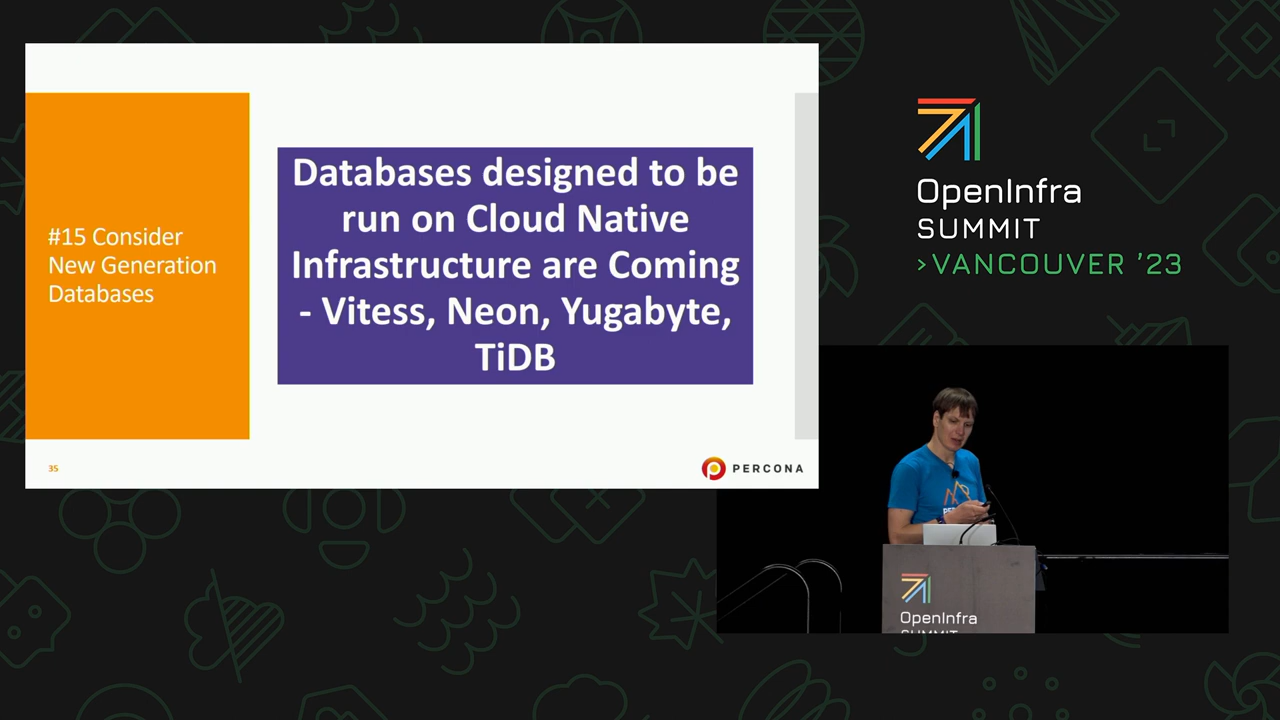 #15 Consider
New Generation
Databases
Databases designed to be
run on Cloud Native
Infrastructure are Coming
- Vitess, Neon, Yugabyte,
TiDB
35
PERCONA
OpenInfra
SUMMIT
>VANCOUVER '23
OpenInfra
SUMMIT